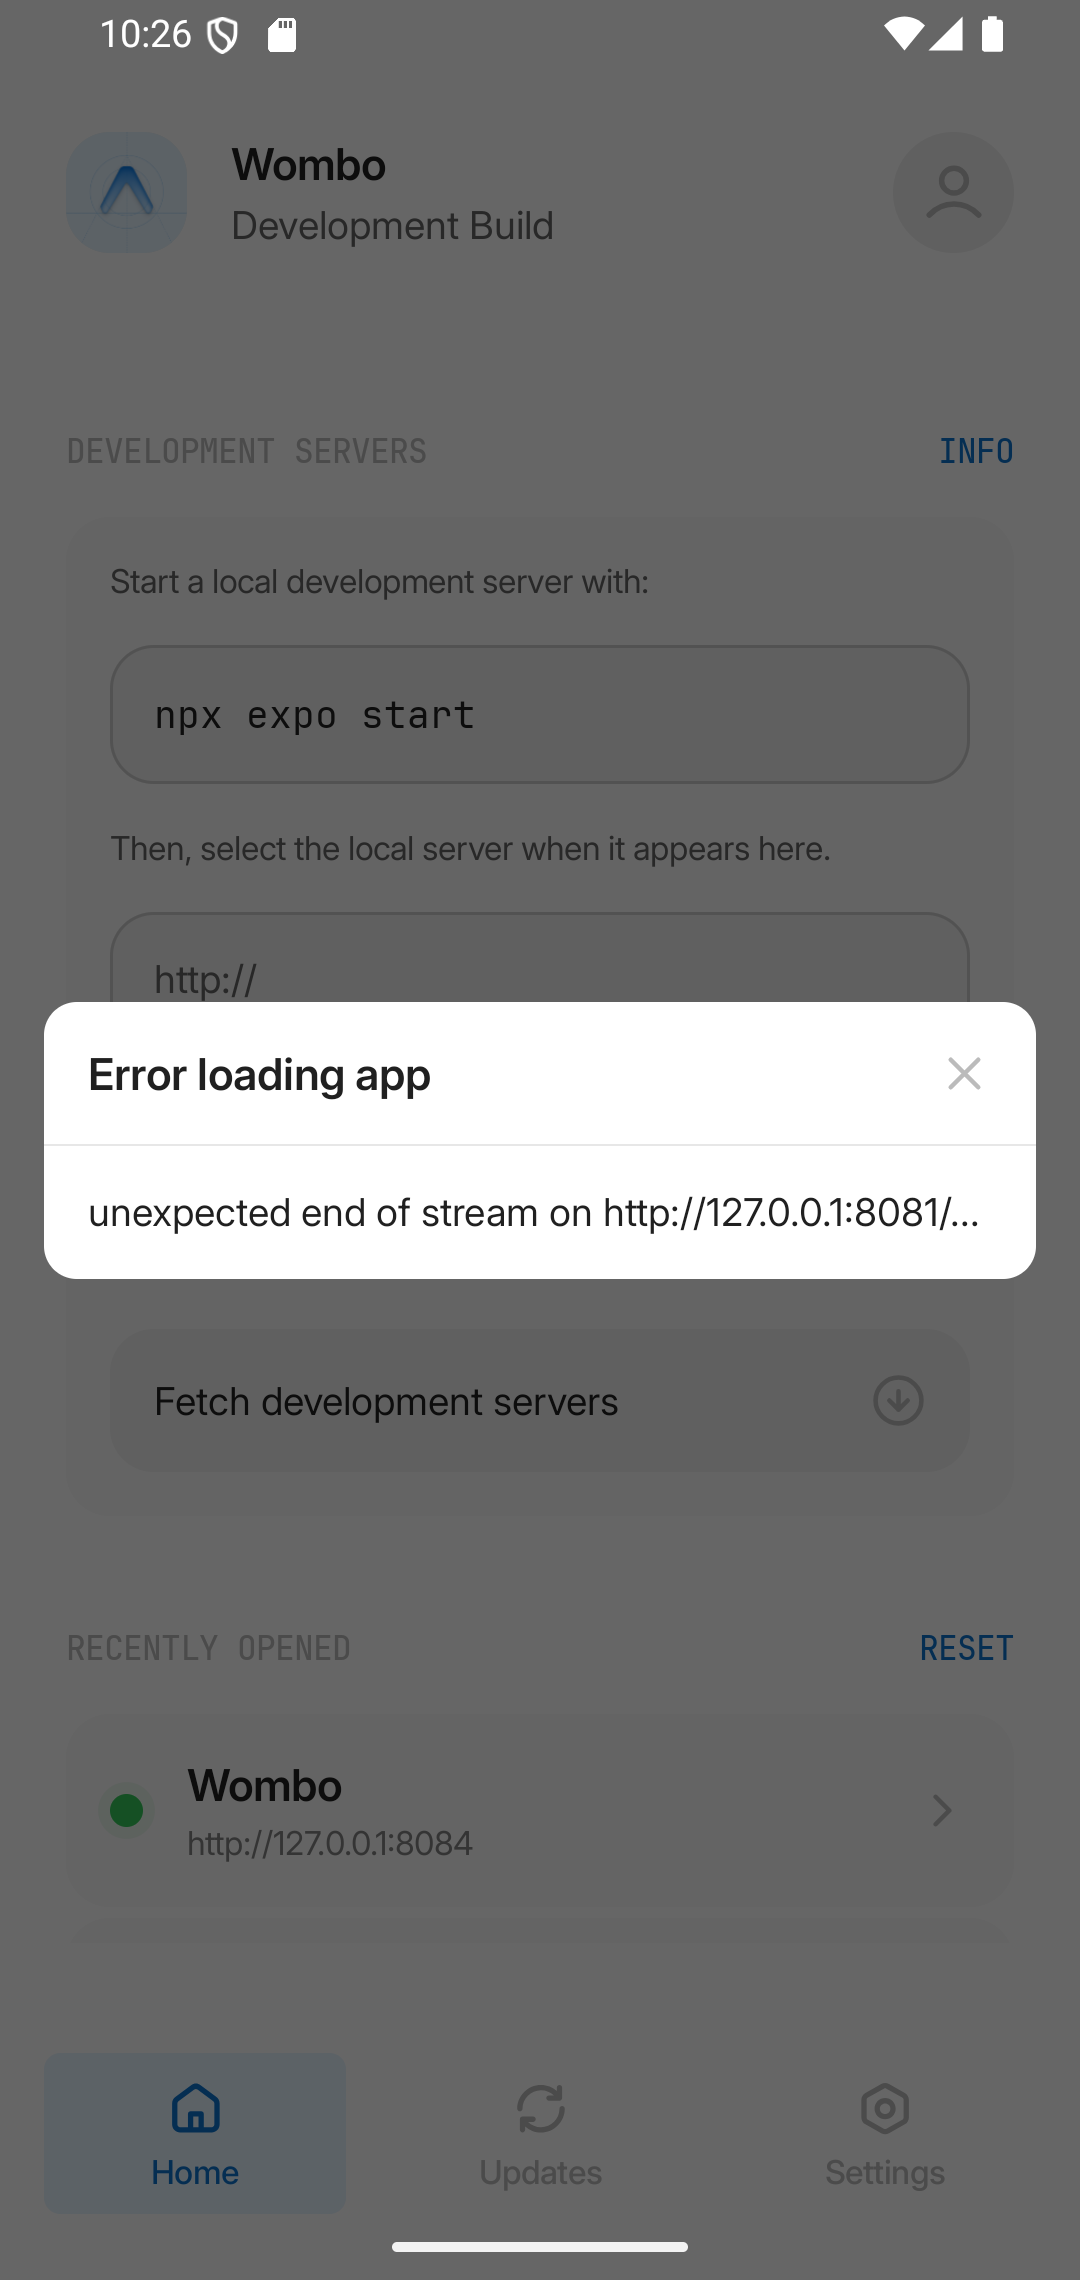 10:26
Wombo
Development Build
DEVELOPMENT SERVERS
INFO
Start a local development server with:
npx expo start
Then, select the local server when it appears here.
http://
Error loading app
unexpected end of stream on http://127.0.0.1:8081/...
Fetch development servers
RECENTLY OPENED
RESET
Wombo
http://127.0.0.1:8084
Home
Updates
Settings